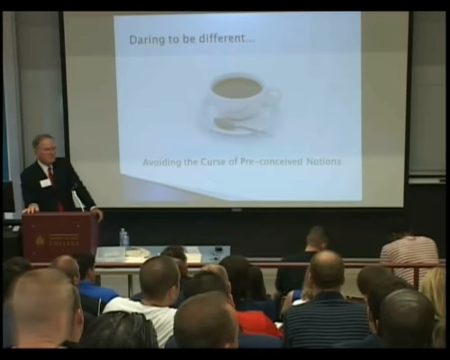 Daring to be different...
Avoiding the Curse of Pre-conceived Notions